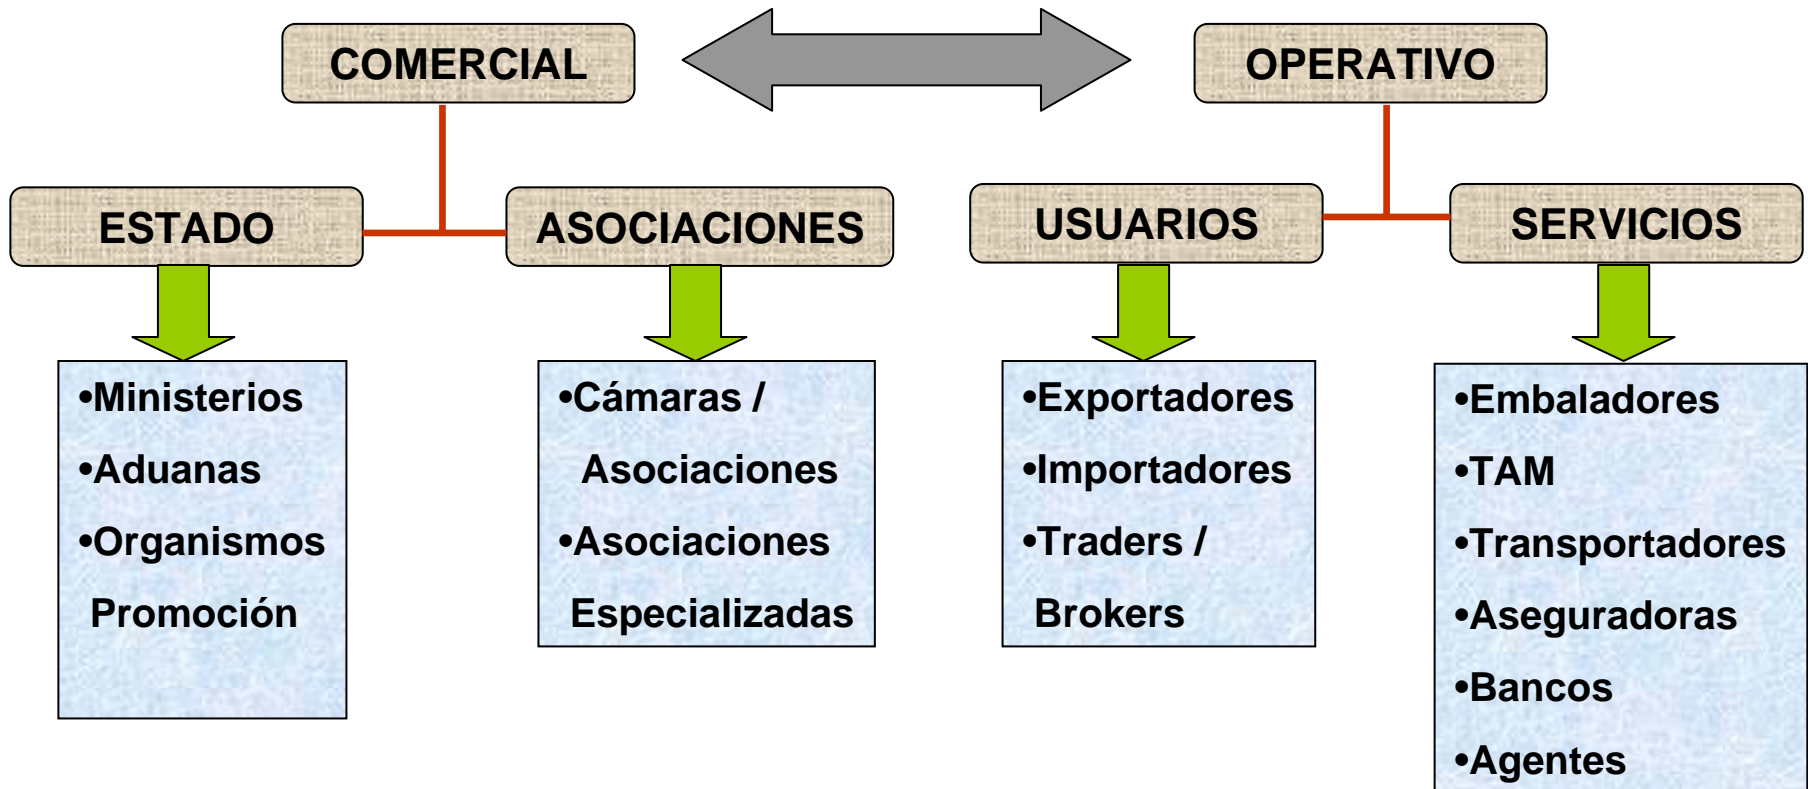 COMERCIAL
OPERATIVO
ESTADO
ASOCIACIONES
USUARIOS
SERVICIOS
•Ministerios
•Aduanas
•Organismos
Promoción
•Cámaras /
Asociaciones
•Asociaciones
Especializadas
•Exportadores
•Importadores
•Traders /
Brokers
•Embaladores
•TAM
•Transportadores
•Aseguradoras
•Bancos
•Agentes